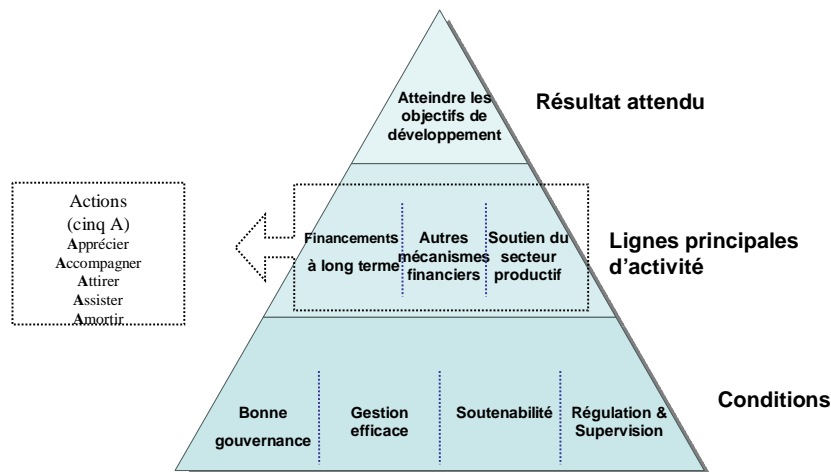 Atteindre les
objectifs de
développement
Résultat attendu
Actions
(cinq A)
Apprécier
Accompagner
Attirer
Assister
Amortir
Financements
à long terme
Autres
mécanismes
financiers
Soutien du
secteur
productif
Lignes principales
d’activité
Bonne
gouvernance
Gestion
efficace
Soutenabilité
Régulation &
Supervision
Conditions